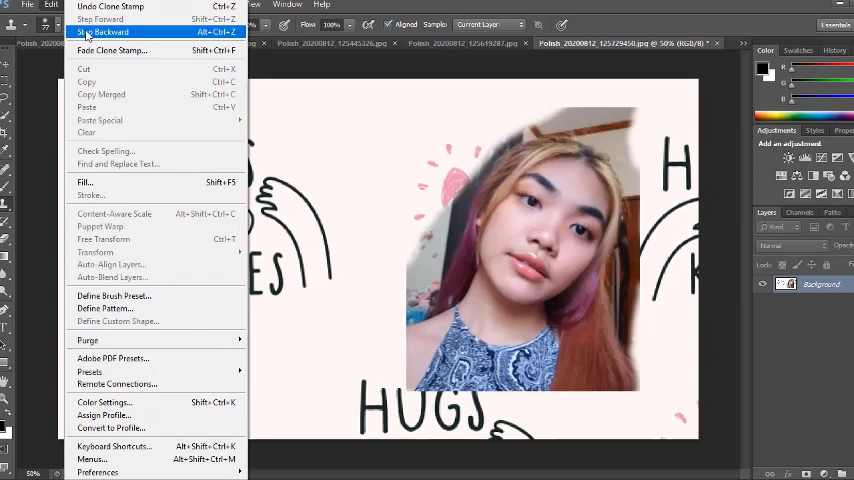 File Edit
Image Window Help
77
Flow: 100% Aligned Sample: Current Layer Essentials
Polish_20200812_125445326.jpg Polish_20200812_125619287.jpg Polish_20200812_125729450.jpg @ 50% (RGB/8) *
Undo Clone Stamp Ctrl+Z
Step Forward Shift+Ctrl+Z
Step Backward Alt+Ctrl+Z
Fade Clone Stamp... Shift+Ctrl+F
Cut Ctrl+X
Copy Ctrl+C
Copy Merged Shift+Ctrl+C
Paste Ctrl+V
Paste Special
Clear
Check Spelling...
Find and Replace Text...
Fill... Shift+F5
Stroke...
Content-Aware Scale Alt+Shift+Ctrl+C
Puppet Warp
Free Transform Ctrl+T
Transform
Auto-Align Layers...
Auto-Blend Layers...
Define Brush Preset...
Define Pattern...
Define Custom Shape...
Purge
Adobe PDF Presets...
Presets
Remote Connections...
Color Settings... Shift+Ctrl+K
Assign Profile...
Convert to Profile...
Keyboard Shortcuts... Alt+Shift+Ctrl+K
Menus... Alt+Shift+Ctrl+M
Preferences
HUGS
ES
H
K
Color Swatches
R
G
B
Adjustments Styles
Add an adjustment
Layers Channels Paths
Kind
Normal
Lock: Fill
Background
50%